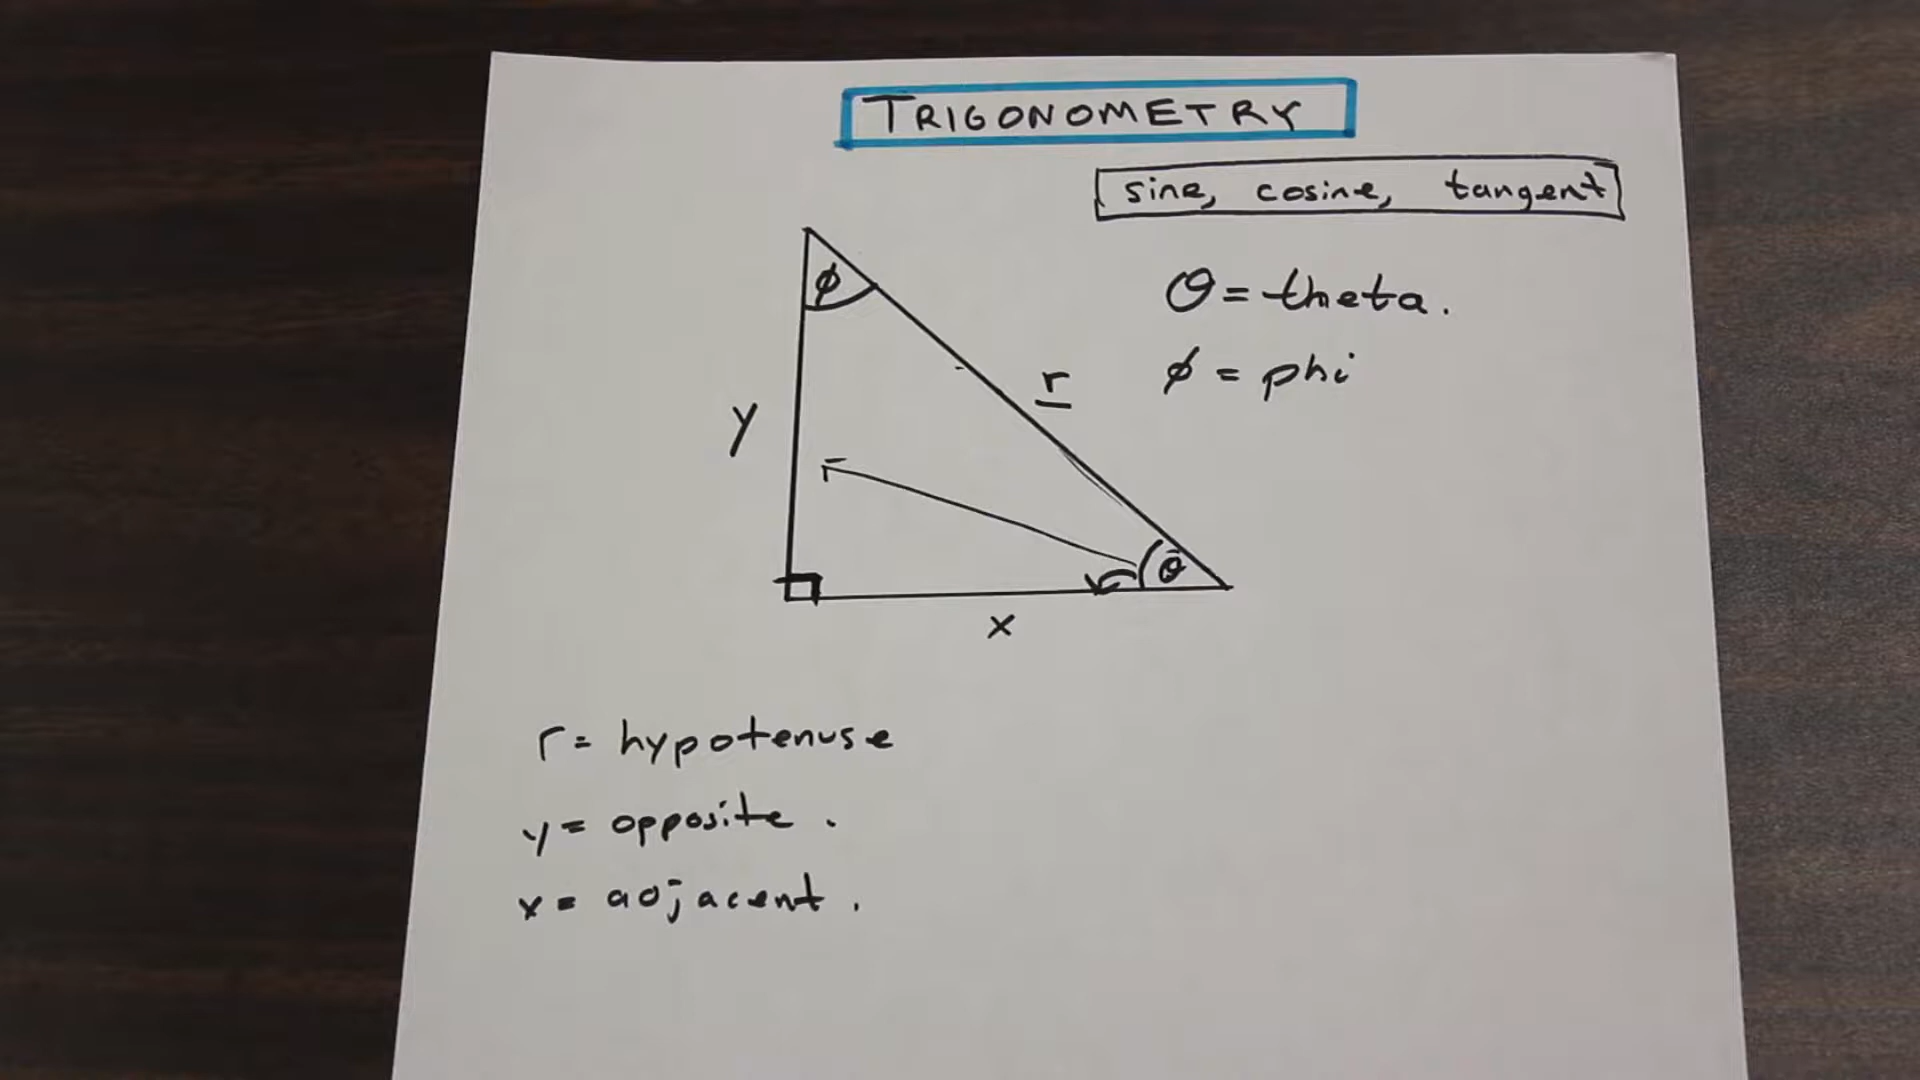 TRIGONOMETRY
sine, cosine, tangent
ϕ
θ = theta.
ϕ = phi
r
y
θ
x
r = hypotenuse
y = opposite.
x = adjacent.